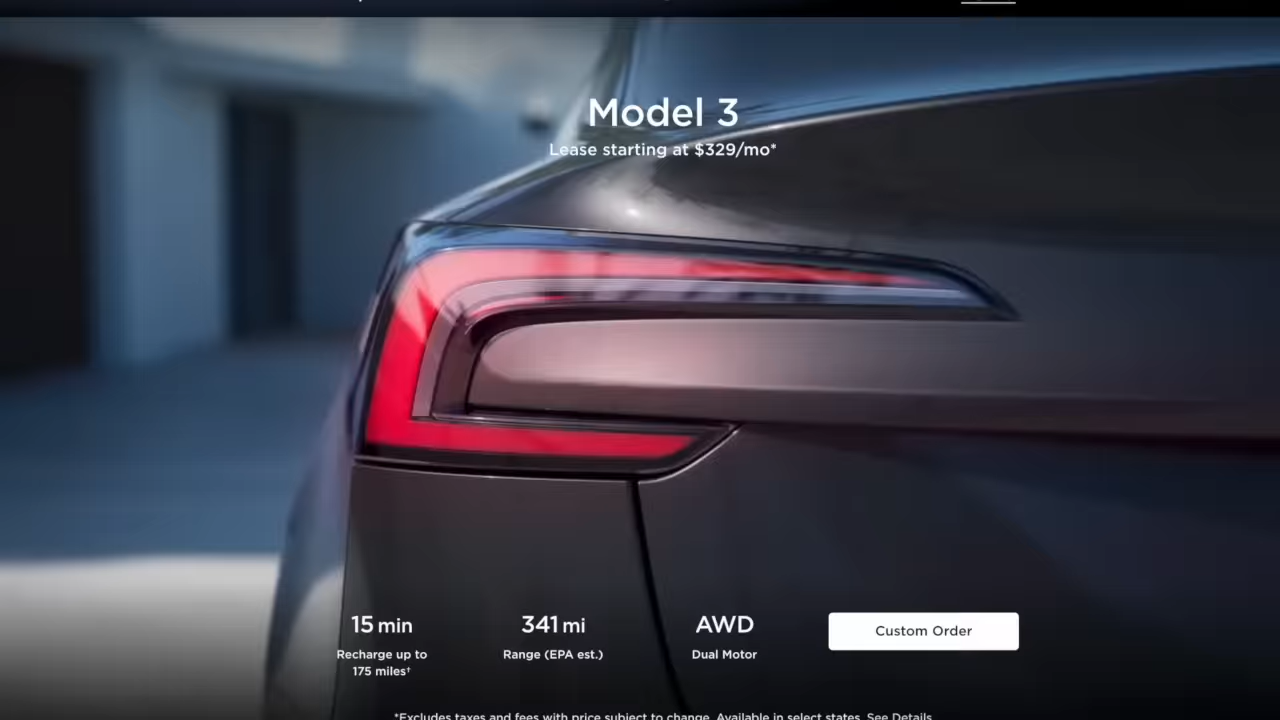 Model 3
Lease starting at $329/mo*
15 min
Recharge up to
175 miles†
341 mi
Range (EPA est.)
AWD
Dual Motor
Custom Order
*Excludes taxes and fees with price subject to change. Available in select states. See Details